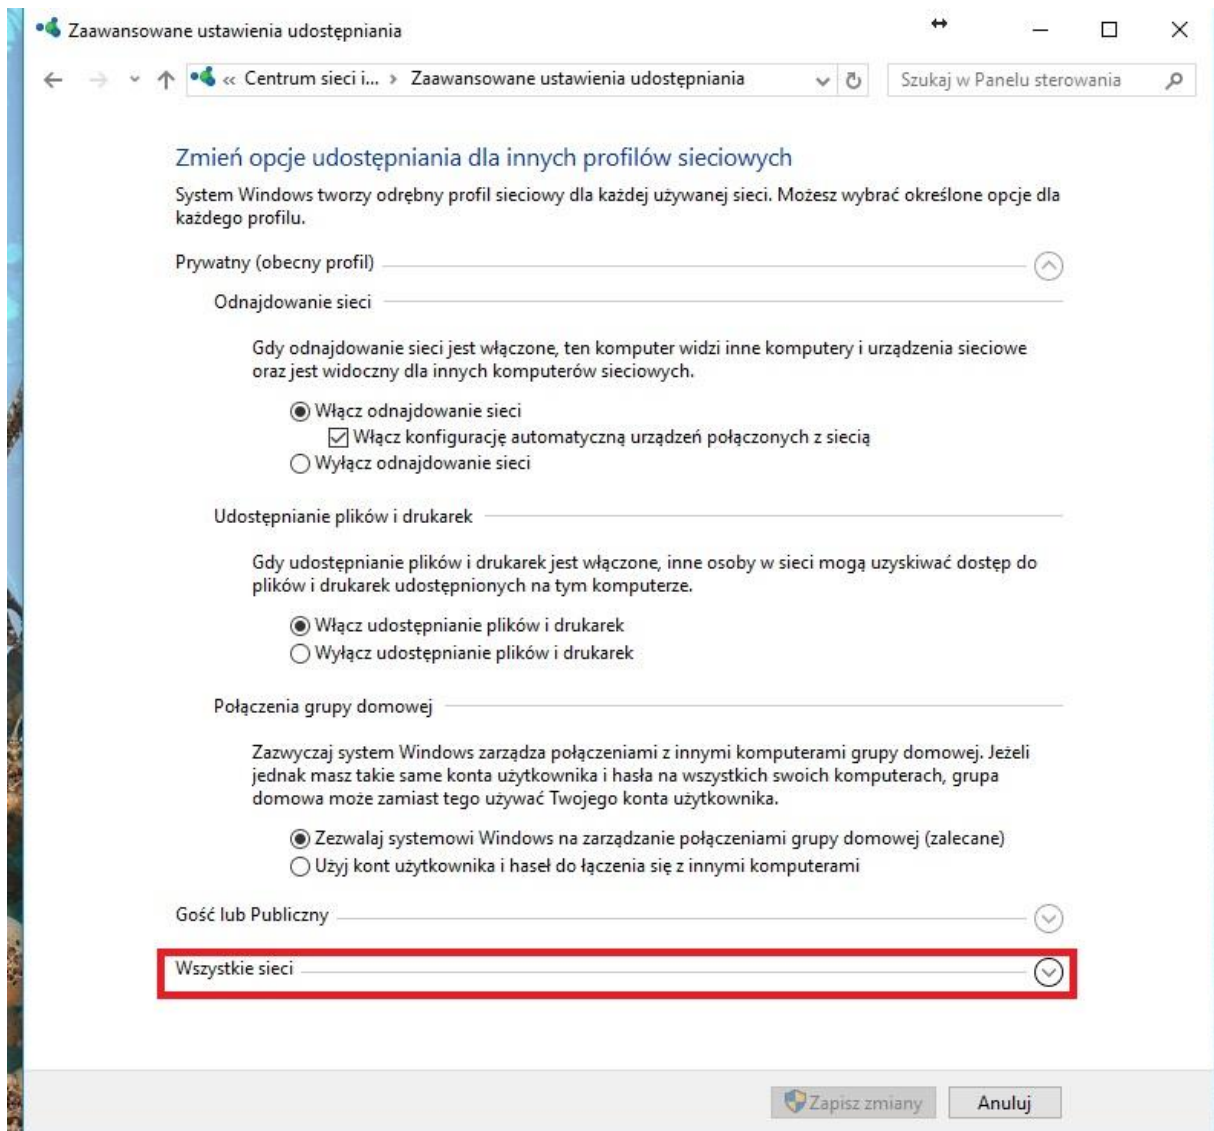 Zaawansowane ustawienia udostępniania
« Centrum sieci i... › Zaawansowane ustawienia udostępniania
Szukaj w Panelu sterowania
Zmień opcje udostępniania dla innych profilów sieciowych
System Windows tworzy odrębny profil sieciowy dla każdej używanej sieci. Możesz wybrać określone opcje dla
każdego profilu.
Prywatny (obecny profil)
Odnajdowanie sieci
Gdy odnajdowanie sieci jest włączone, ten komputer widzi inne komputery i urządzenia sieciowe
oraz jest widoczny dla innych komputerów sieciowych.
Włącz odnajdowanie sieci
Włącz konfigurację automatyczną urządzeń połączonych z siecią
Wyłącz odnajdowanie sieci
Udostępnianie plików i drukarek
Gdy udostępnianie plików i drukarek jest włączone, inne osoby w sieci mogą uzyskiwać dostęp do
plików i drukarek udostępnionych na tym komputerze.
Włącz udostępnianie plików i drukarek
Wyłącz udostępnianie plików i drukarek
Połączenia grupy domowej
Zazwyczaj system Windows zarządza połączeniami z innymi komputerami grupy domowej. Jeżeli
jednak masz takie same konta użytkownika i hasła na wszystkich swoich komputerach, grupa
domowa może zamiast tego używać Twojego konta użytkownika.
Zezwalaj systemowi Windows na zarządzanie połączeniami grupy domowej (zalecane)
Użyj kont użytkownika i haseł do łączenia się z innymi komputerami
Gość lub Publiczny
Wszystkie sieci
Zapisz zmiany
Anuluj